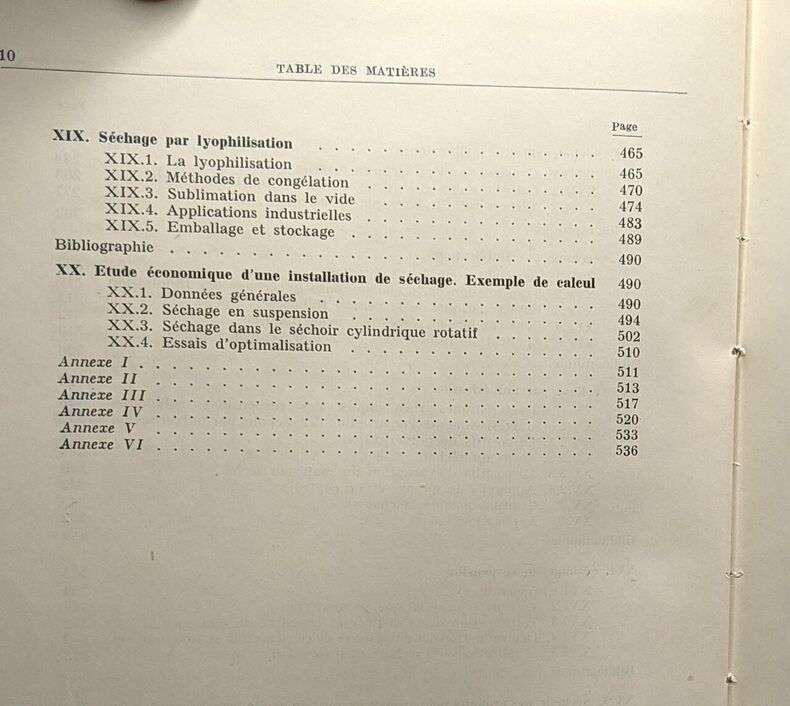 10
TABLE DES MATIÈRES
Page
XIX. Séchage par lyophilisation . . . . . . . . . . . . . . . . . 465
XIX.1. La lyophilisation . . . . . . . . . . . . . . . . . 465
XIX.2. Méthodes de congélation . . . . . . . . . . . . . . 470
XIX.3. Sublimation dans le vide . . . . . . . . . . . . . . 474
XIX.4. Applications industrielles . . . . . . . . . . . . . . 483
XIX.5. Emballage et stockage . . . . . . . . . . . . . . . 489
Bibliographie . . . . . . . . . . . . . . . . . . . . . . . . 490
XX. Etude économique d'une installation de séchage. Exemple de calcul 490
XX.1. Données générales . . . . . . . . . . . . . . . . . 490
XX.2. Séchage en suspension . . . . . . . . . . . . . . . 494
XX.3. Séchage dans le séchoir cylindrique rotatif . . . . . . . 502
XX.4. Essais d'optimalisation . . . . . . . . . . . . . . . 510
Annexe I . . . . . . . . . . . . . . . . . . . . . . . . . 511
Annexe II . . . . . . . . . . . . . . . . . . . . . . . . 513
Annexe III . . . . . . . . . . . . . . . . . . . . . . . . 517
Annexe IV . . . . . . . . . . . . . . . . . . . . . . . . 520
Annexe V . . . . . . . . . . . . . . . . . . . . . . . . 533
Annexe VI . . . . . . . . . . . . . . . . . . . . . . . . 536